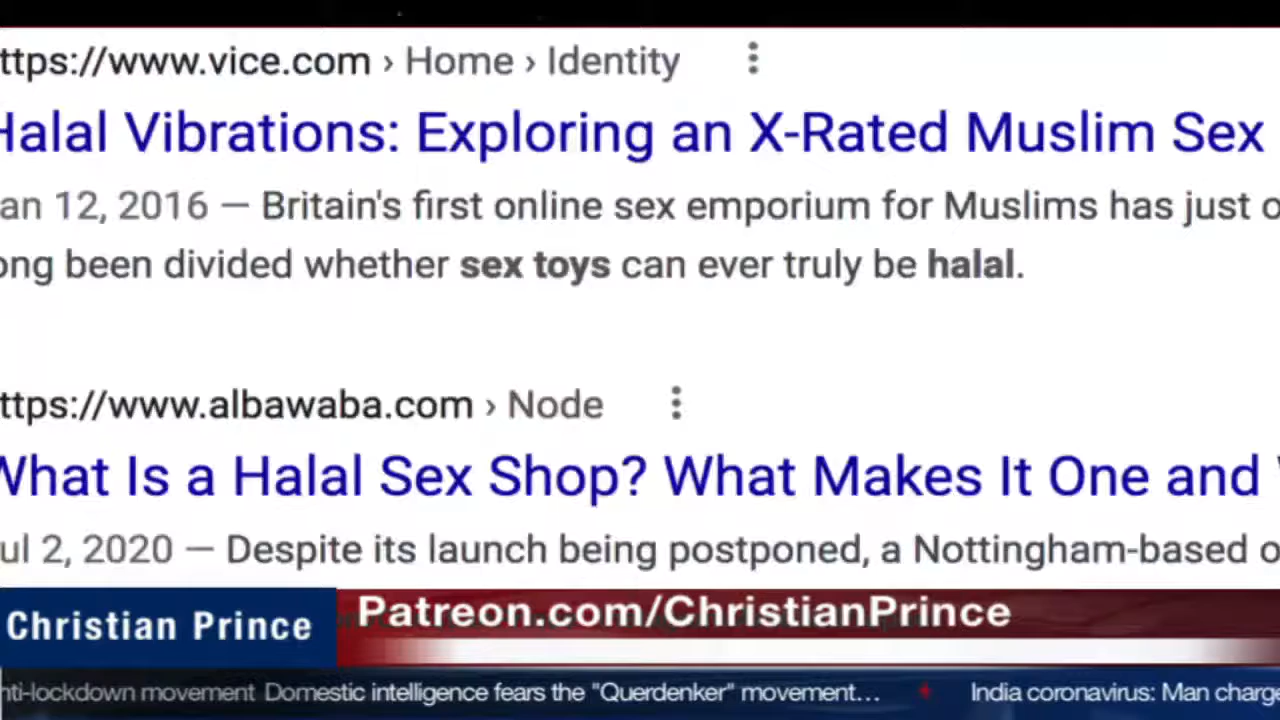 ttps://www.vice.com › Home › Identity
Halal Vibrations: Exploring an X-Rated Muslim Sex
an 12, 2016 — Britain's first online sex emporium for Muslims has just o
ong been divided whether sex toys can ever truly be halal.
ttps://www.albawaba.com › Node
What Is a Halal Sex Shop? What Makes It One and
ul 2, 2020 — Despite its launch being postponed, a Nottingham-based o
Christian Prince
Patreon.com/ChristianPrince
nti-lockdown movement Domestic intelligence fears the "Querdenker" movement… India coronavirus: Man charge